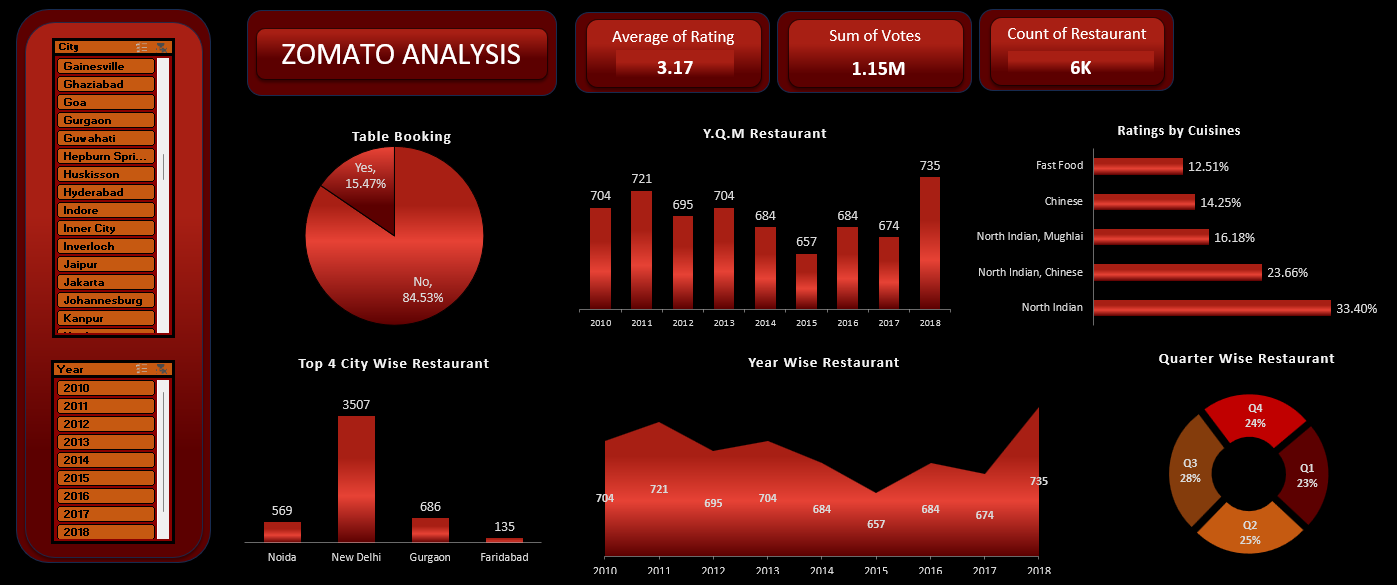 City
Gainesville
Ghaziabad
Goa
Gurgaon
Guwahati
Hepburn Spri...
Huskisson
Hyderabad
Indore
Inner City
Inverloch
Jaipur
Jakarta
Johannesburg
Kanpur
Year
2010
2011
2012
2013
2014
2015
2016
2017
2018
ZOMATO ANALYSIS
Average of Rating
3.17
Sum of Votes
1.15M
Count of Restaurant
6K
Table Booking
Yes,
15.47%
No,
84.53%
Y.Q.M Restaurant
704
721
695
704
684
657
684
674
735
2010
2011
2012
2013
2014
2015
2016
2017
2018
Ratings by Cuisines
Fast Food 12.51%
Chinese 14.25%
North Indian, Mughlai 16.18%
North Indian, Chinese 23.66%
North Indian 33.40%
Top 4 City Wise Restaurant
569
3507
686
135
Noida
New Delhi
Gurgaon
Faridabad
Year Wise Restaurant
704
721
695
704
684
657
684
674
735
2010
2011
2012
2013
2014
2015
2016
2017
2018
Quarter Wise Restaurant
Q4
24%
Q1
23%
Q3
28%
Q2
25%